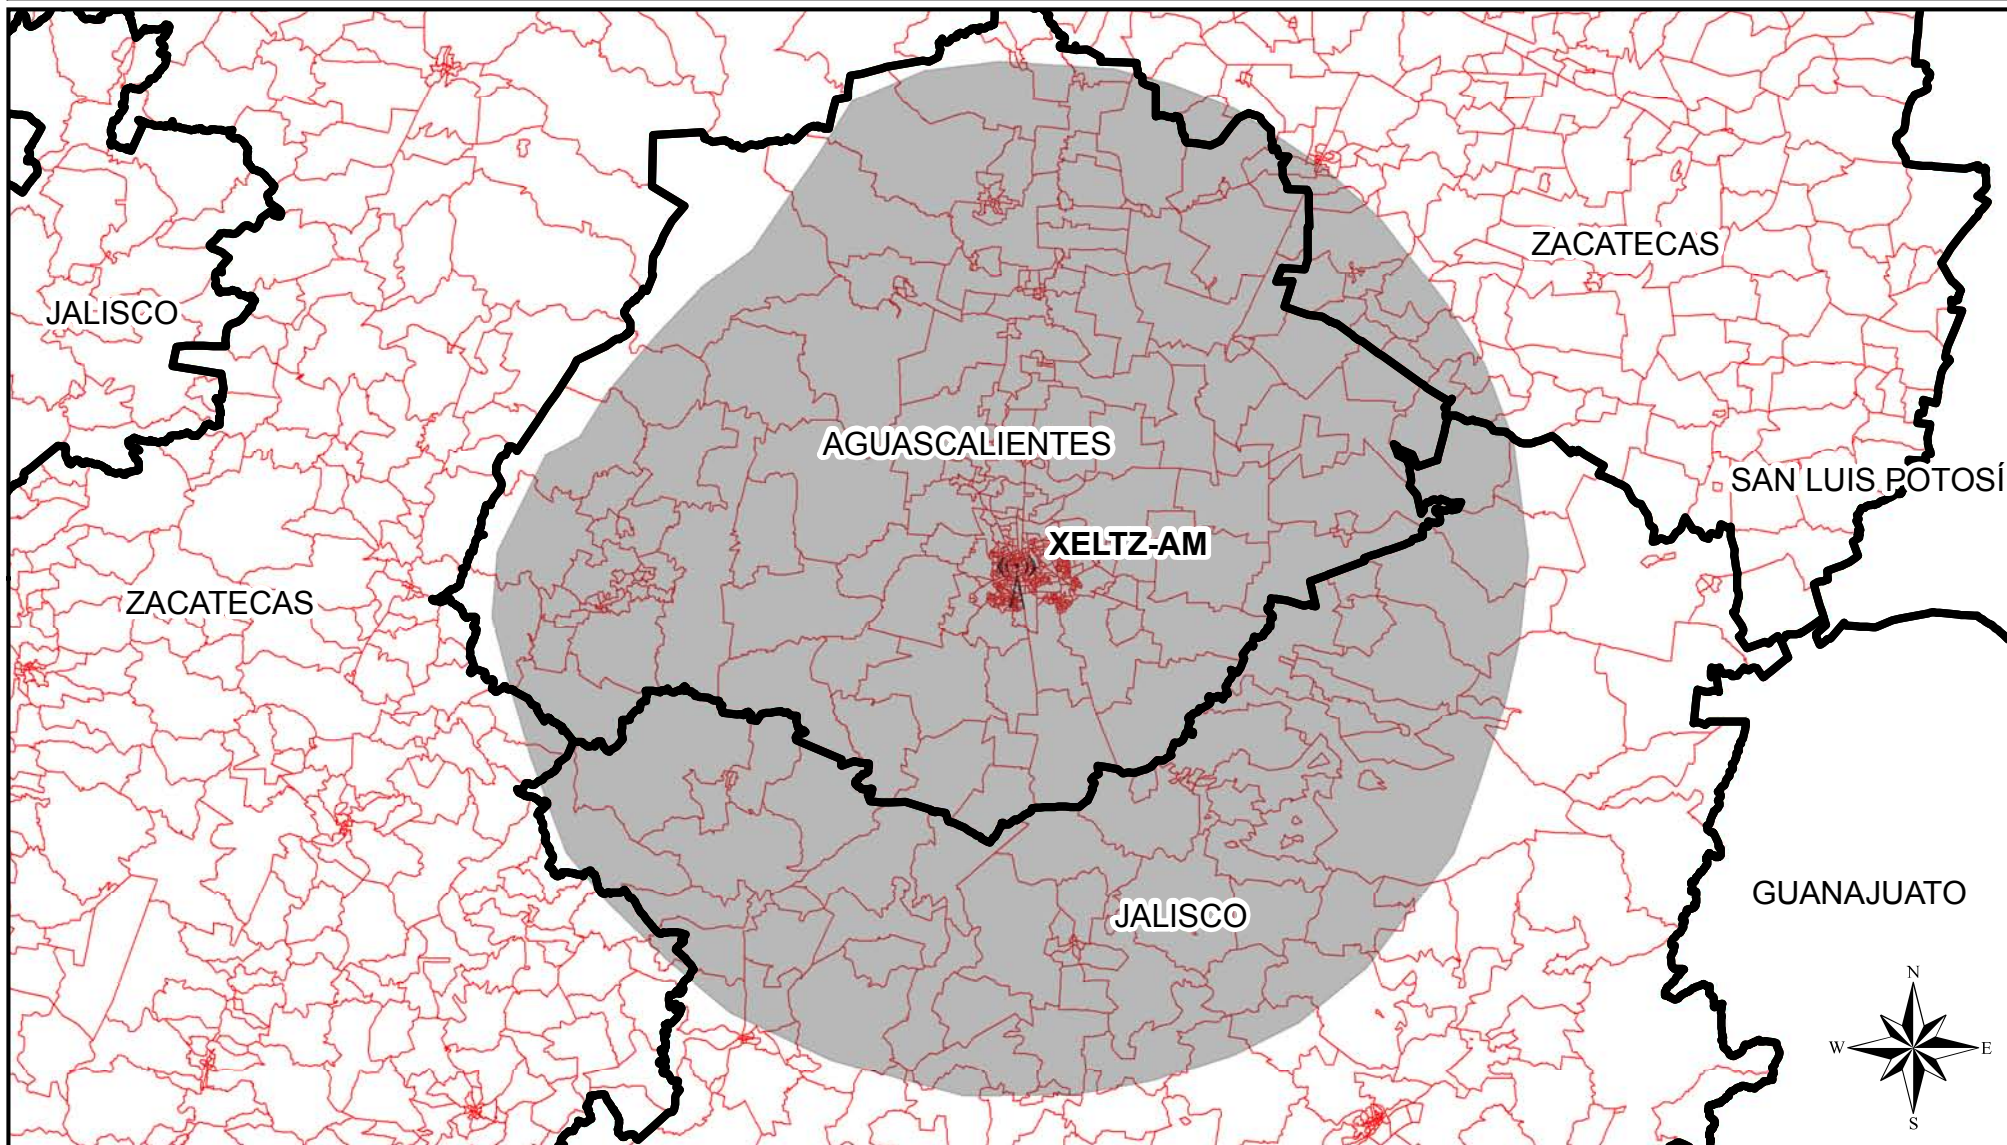 ZACATECAS
JALISCO
AGUASCALIENTES
SAN LUIS POTOSÍ
XELTZ-AM
ZACATECAS
GUANAJUATO
JALISCO
N
W
E
S